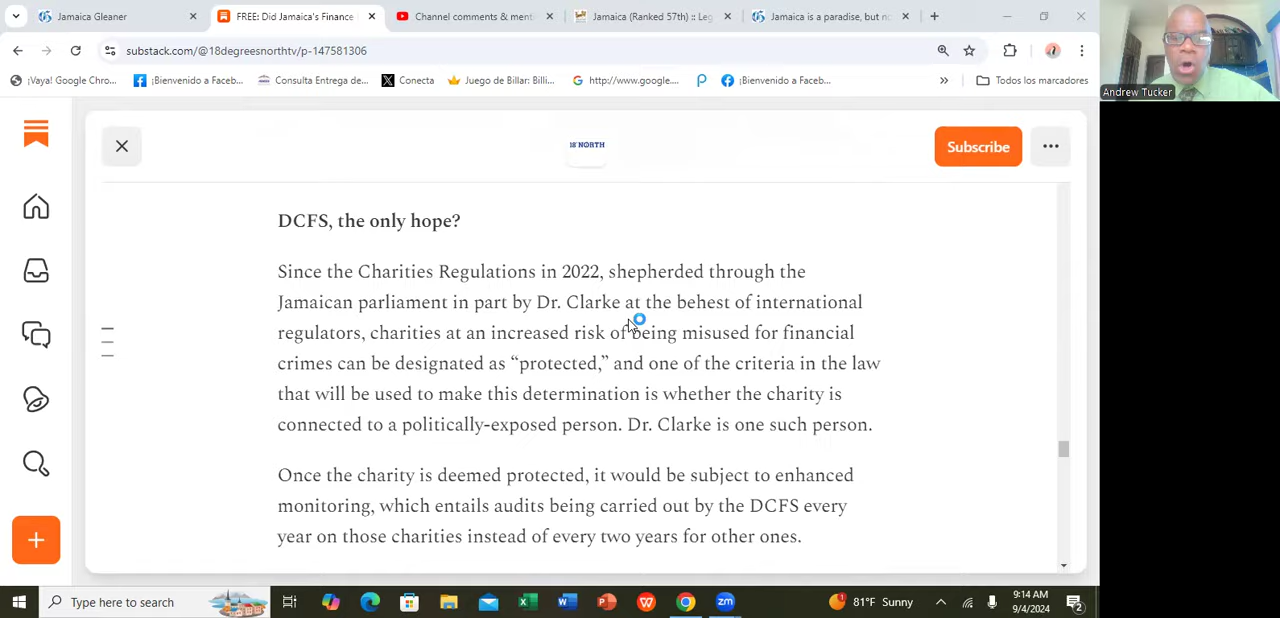 Jamaica Gleaner
FREE: Did Jamaica's Finance
Channel comments & ment
Jamaica (Ranked 57th) :: Leg
Jamaica is a paradise, but no
substack.com/@18degreesnorthtv/p-147581306
¡Vaya! Google Chro...
¡Bienvenido a Faceb...
Consulta Entrega de...
Conecta
Juego de Billar: Billi...
http://www.google....
¡Bienvenido a Faceb...
»
Todos los marcadores
Andrew Tucker
18°NORTH
Subscribe
DCFS, the only hope?
Since the Charities Regulations in 2022, shepherded through the
Jamaican parliament in part by Dr. Clarke at the behest of international
regulators, charities at an increased risk of being misused for financial
crimes can be designated as “protected,” and one of the criteria in the law
that will be used to make this determination is whether the charity is
connected to a politically-exposed person. Dr. Clarke is one such person.
Once the charity is deemed protected, it would be subject to enhanced
monitoring, which entails audits being carried out by the DCFS every
year on those charities instead of every two years for other ones.
Type here to search
81°F Sunny
9:14 AM
9/4/2024
2